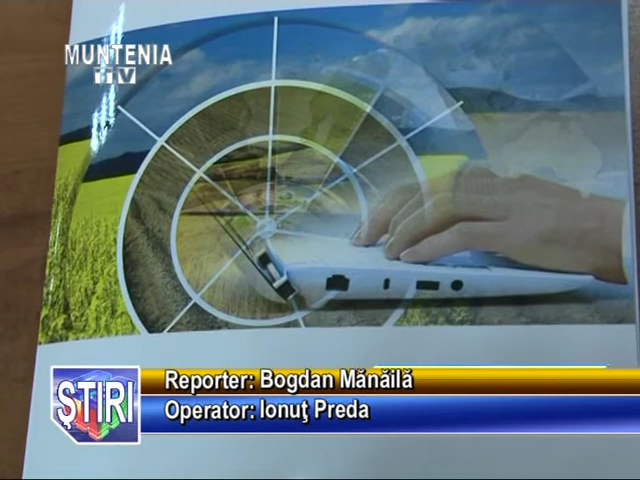 MUNTENIA
TV
ŞTIRI
Reporter: Bogdan Mănăilă
Operator: Ionuţ Preda